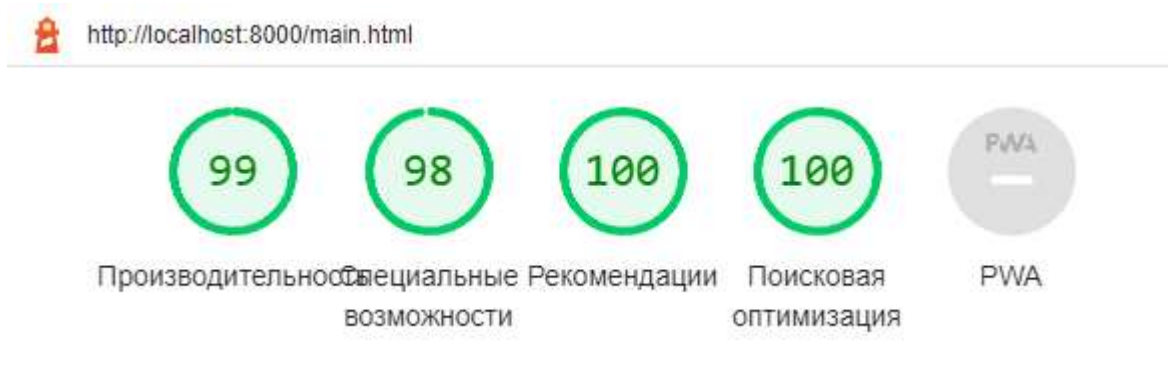 http://localhost:8000/main.html
99 98 100 100 PWA
Производительность Специальные Рекомендации Поисковая PWA
возможности оптимизация